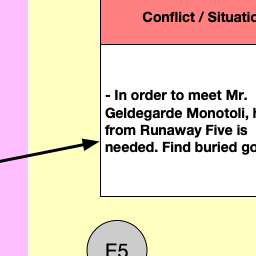 Conflict / Situatio
- In order to meet Mr.
Geldegarde Monotoli, h
from Runaway Five is
needed. Find buried go
E5